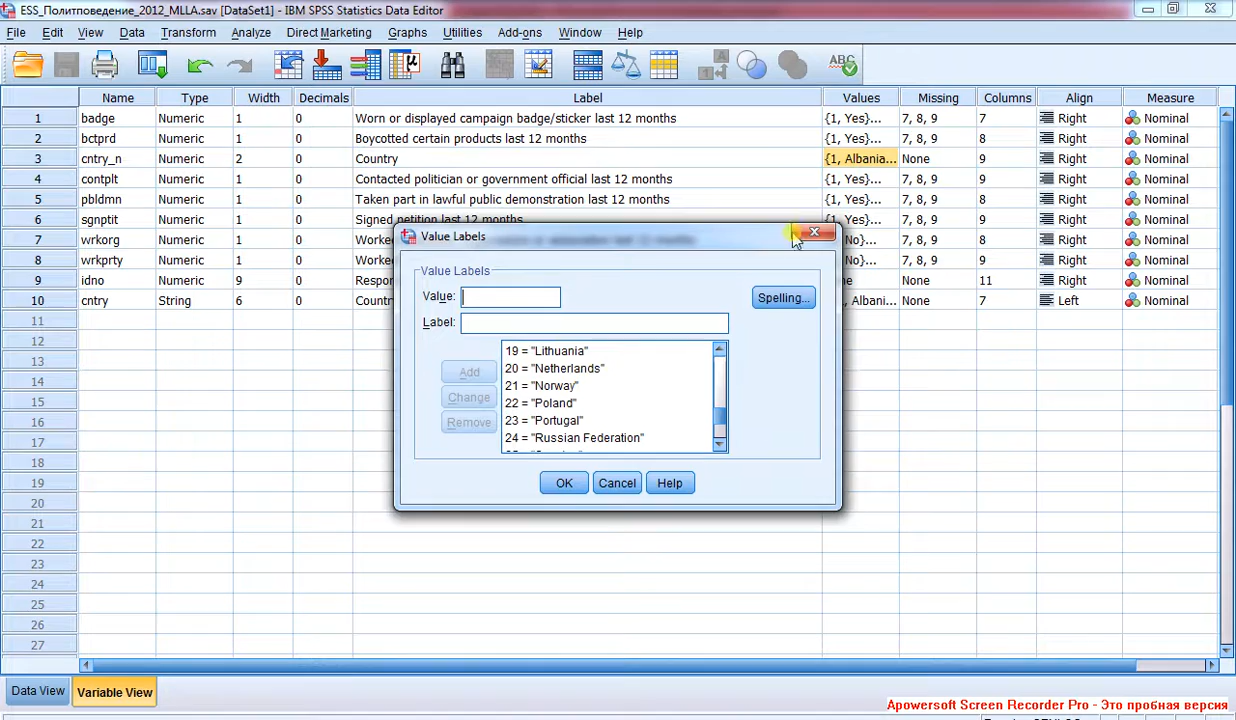 ESS_Политповедение_2012_MLLA.sav [DataSet1] - IBM SPSS Statistics Data Editor
File Edit View Data Transform Analyze Direct Marketing Graphs Utilities Add-ons Window Help
Name Type Width Decimals Label Values Missing Columns Align Measure
1 badge Numeric 1 0 Worn or displayed campaign badge/sticker last 12 months {1, Yes}... 7, 8, 9 7 Right Nominal
2 bctprd Numeric 1 0 Boycotted certain products last 12 months {1, Yes}... 7, 8, 9 8 Right Nominal
3 cntry_n Numeric 2 0 Country {1, Albania... None 9 Right Nominal
4 contplt Numeric 1 0 Contacted politician or government official last 12 months {1, Yes}... 7, 8, 9 8 Right Nominal
5 pbldmn Numeric 1 0 Taken part in lawful public demonstration last 12 months {1, Yes}... 7, 8, 9 9 Right Nominal
6 sgnptit Numeric 1 0 Signed petition last 12 months {1, Yes}... 7, 8, 9 9 Right Nominal
7 wrkorg Numeric 1 0 Worked No}... 7, 8, 9 8 Right Nominal
8 wrkprty Numeric 1 0 Worked No}... 7, 8, 9 9 Right Nominal
9 idno Numeric 9 0 Respon None 11 Right Nominal
10 cntry String 6 0 Count , Albani... None 7 Left Nominal
11
12
13
14
15
16
17
18
19
20
21
22
23
24
25
26
27
Value Labels
Value Labels
Value:
Spelling...
Label:
19 = "Lithuania"
20 = "Netherlands"
21 = "Norway"
22 = "Poland"
23 = "Portugal"
24 = "Russian Federation"
Add
Change
Remove
OK Cancel Help
Data View Variable View
Apowersoft Screen Recorder Pro - Это пробная версия
ABC